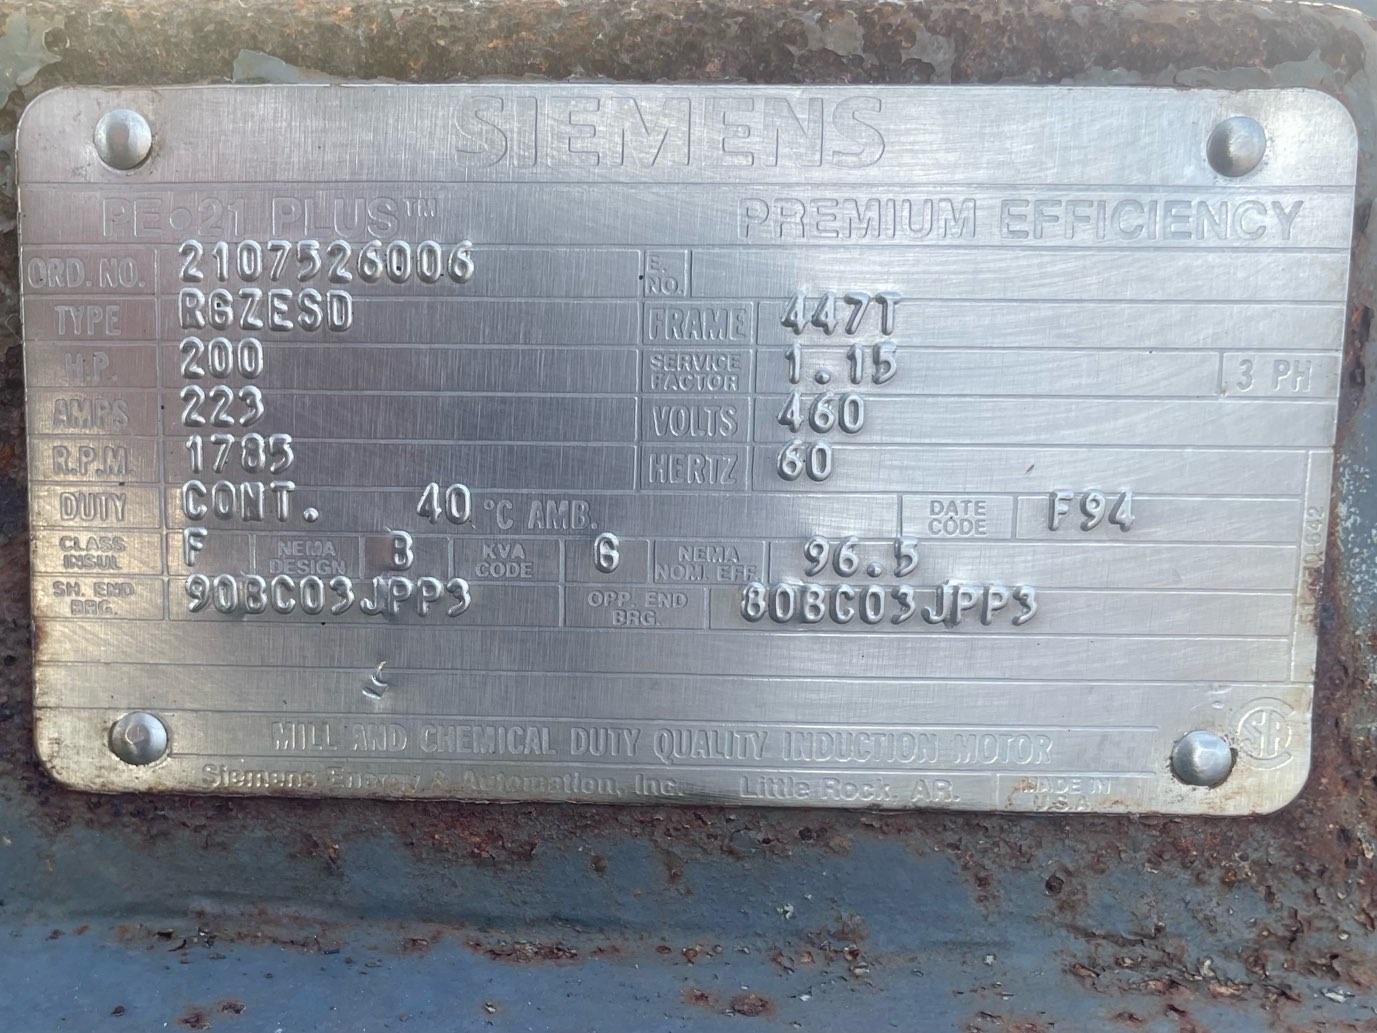 SIEMENS
PE•21 PLUS™ PREMIUM EFFICIENCY
ORD. NO. 2107526006 E. NO.
TYPE RGZESD FRAME 447T
H.P. 200 SERVICE FACTOR 1.15 3 PH
AMPS 223 VOLTS 460
R.P.M. 1785 HERTZ 60
DUTY CONT. 40 °C AMB. DATE CODE F94
CLASS INSUL F NEMA DESIGN B KVA CODE G NEMA NOM. EFF 96.5
SH. END BRG. 90BC03JPP3 OPP. END BRG. 80BC03JPP3
MILL AND CHEMICAL DUTY QUALITY INDUCTION MOTOR
Siemens Energy & Automation, Inc. Little Rock, AR. MADE IN U.S.A.